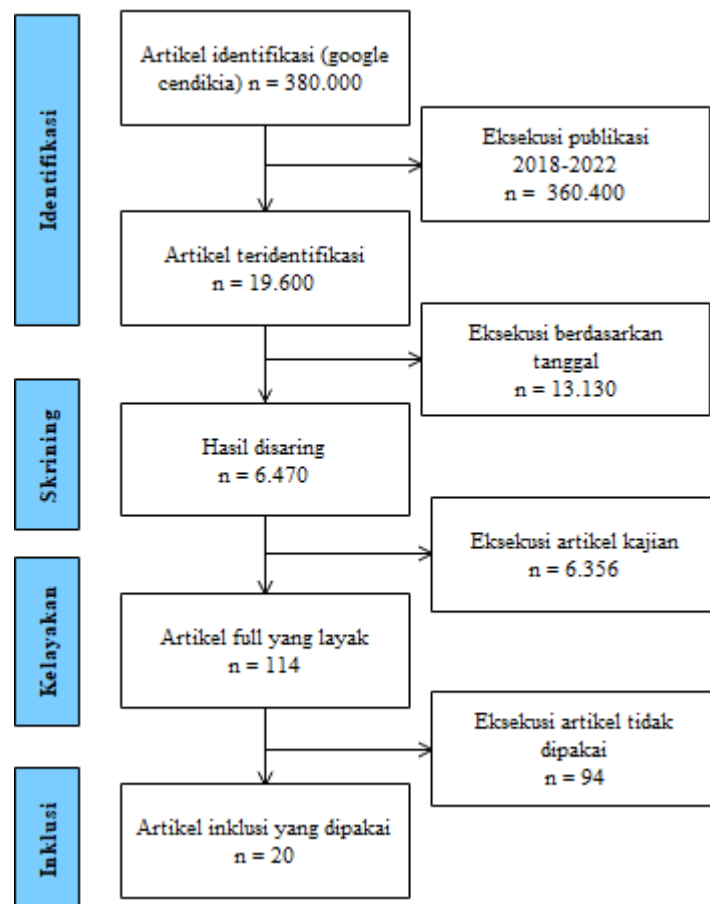 Identifikasi
Artikel identifikasi (google
cendikia) n = 380.000
Eksekusi publikasi
2018-2022
n = 360.400
Artikel teridentifikasi
n = 19.600
Eksekusi berdasarkan
tanggal
n = 13.130
Skrining
Hasil disaring
n = 6.470
Eksekusi artikel kajian
n = 6.356
Kelayakan
Artikel full yang layak
n = 114
Eksekusi artikel tidak
dipakai
n = 94
Inklusi
Artikel inklusi yang dipakai
n = 20